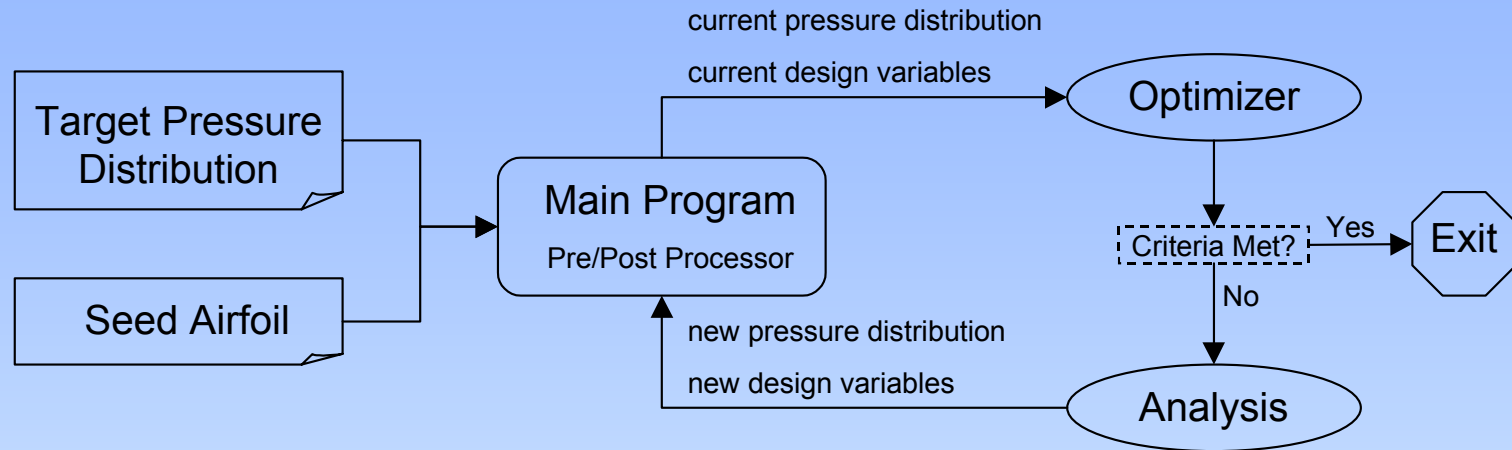 Target Pressure
Distribution
Seed Airfoil
Main Program
Pre/Post Processor
current pressure distribution
current design variables
Optimizer
Criteria Met?
Yes
Exit
No
Analysis
new pressure distribution
new design variables